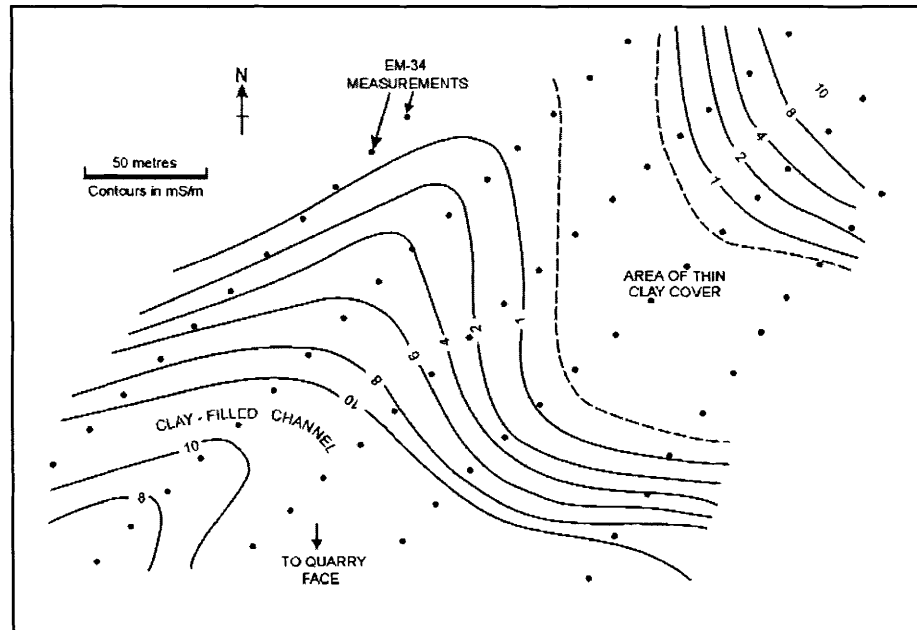 EM-34
MEASUREMENTS
N
50 metres
Contours in mS/m
10
8
4
2
1
AREA OF THIN
CLAY COVER
1
2
4
6
8
10
CLAY - FILLED CHANNEL
10
8
TO QUARRY
FACE